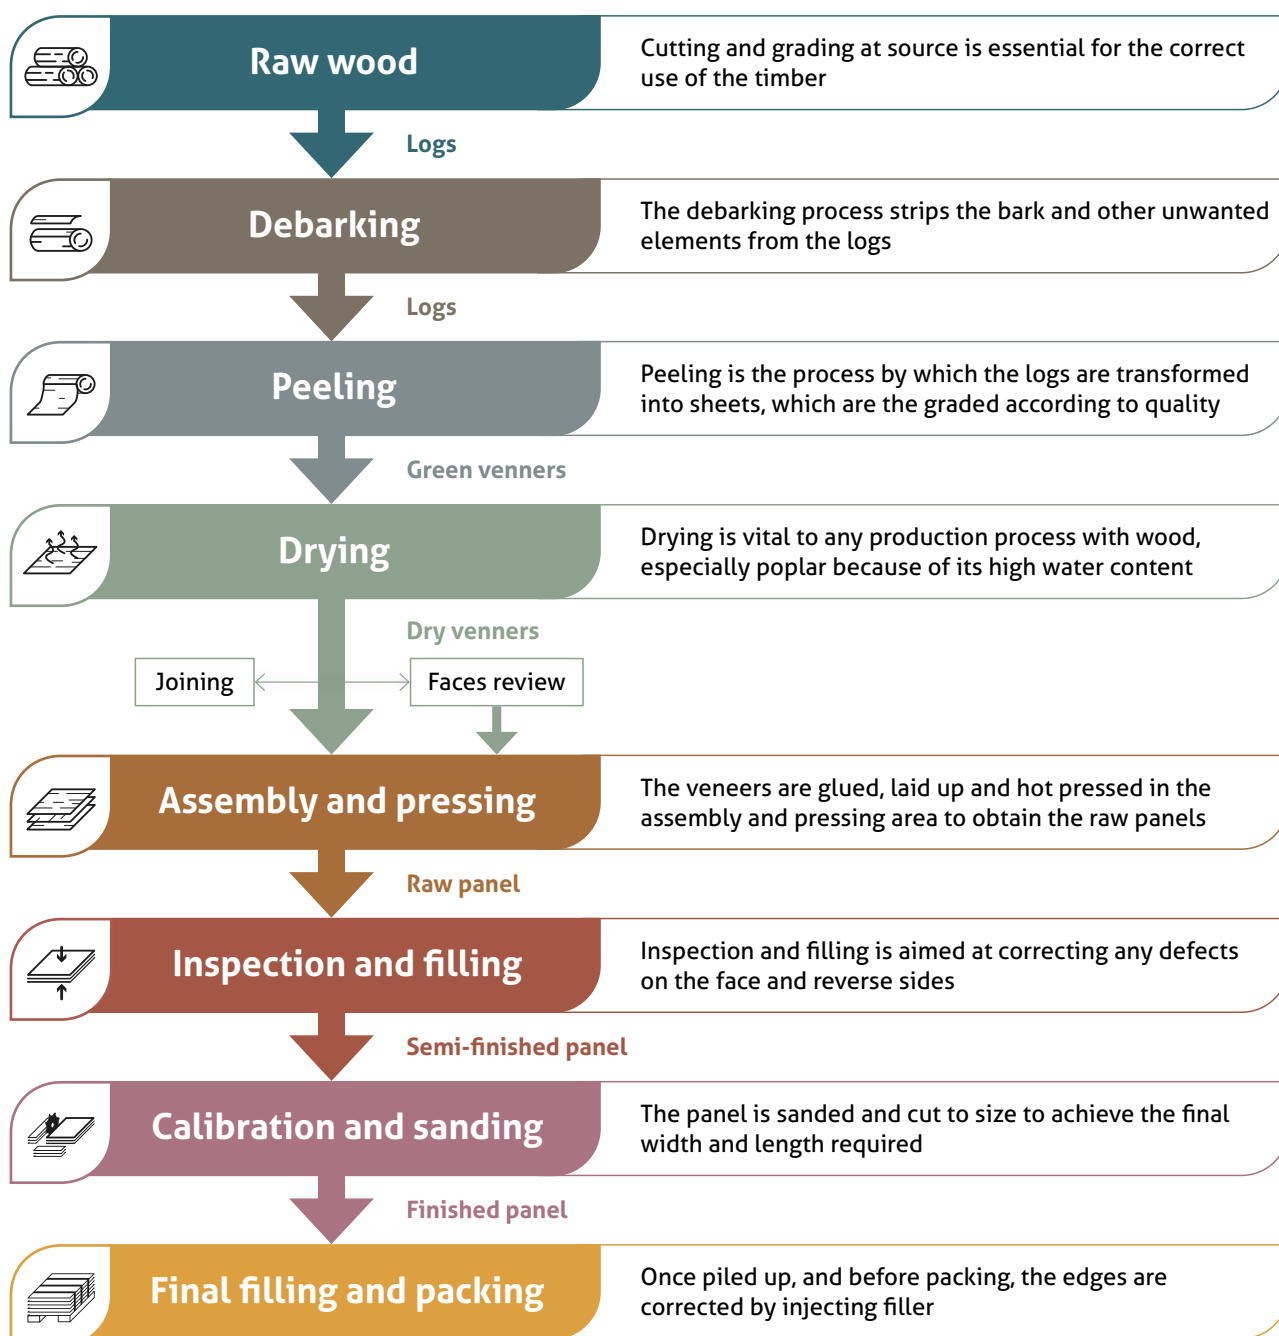 Raw wood
Cutting and grading at source is essential for the correct
use of the timber
Logs
Debarking
The debarking process strips the bark and other unwanted
elements from the logs
Logs
Peeling
Peeling is the process by which the logs are transformed
into sheets, which are the graded according to quality
Green venners
Drying
Drying is vital to any production process with wood,
especially poplar because of its high water content
Dry venners
Joining
Faces review
Assembly and pressing
The veneers are glued, laid up and hot pressed in the
assembly and pressing area to obtain the raw panels
Raw panel
Inspection and filling
Inspection and filling is aimed at correcting any defects
on the face and reverse sides
Semi-finished panel
Calibration and sanding
The panel is sanded and cut to size to achieve the final
width and length required
Finished panel
Final filling and packing
Once piled up, and before packing, the edges are
corrected by injecting filler